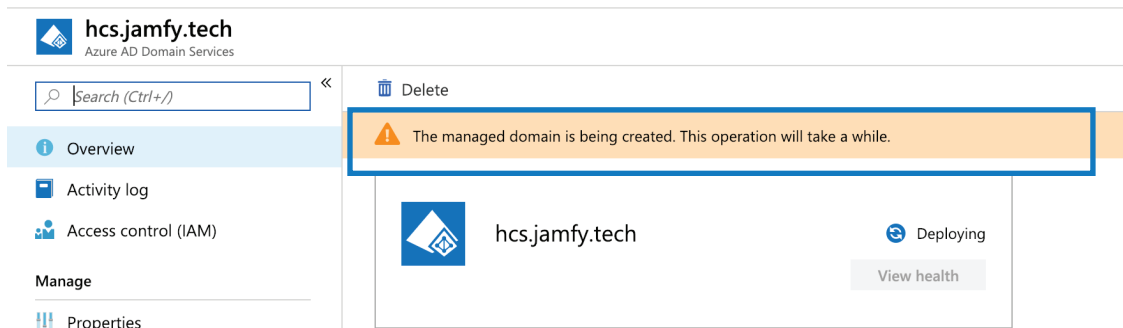 hcs.jamfy.tech
Azure AD Domain Services
Search (Ctrl+/)
«
Delete
The managed domain is being created. This operation will take a while.
Overview
Activity log
Access control (IAM)
hcs.jamfy.tech
Deploying
View health
Manage
Properties